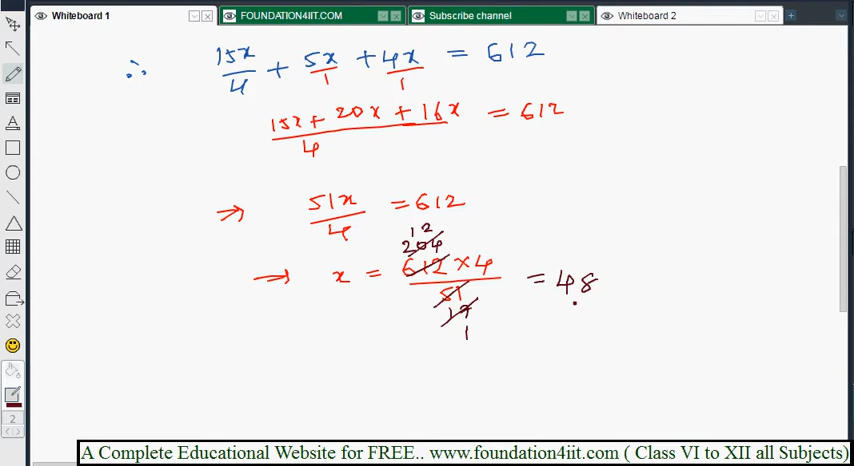 Whiteboard 1
FOUNDATION4IIT.COM
Subscribe channel
Whiteboard 2
∴ 15x/4 + 5x/1 + 4x/1 = 612
15x + 20x + 16x / 4 = 612
⇒ 51x/4 = 612
12
204
→ x = 612 × 4 / 51 = 48
17
1
2
A Complete Educational Website for FREE.. www.foundation4iit.com ( Class VI to XII all Subjects)